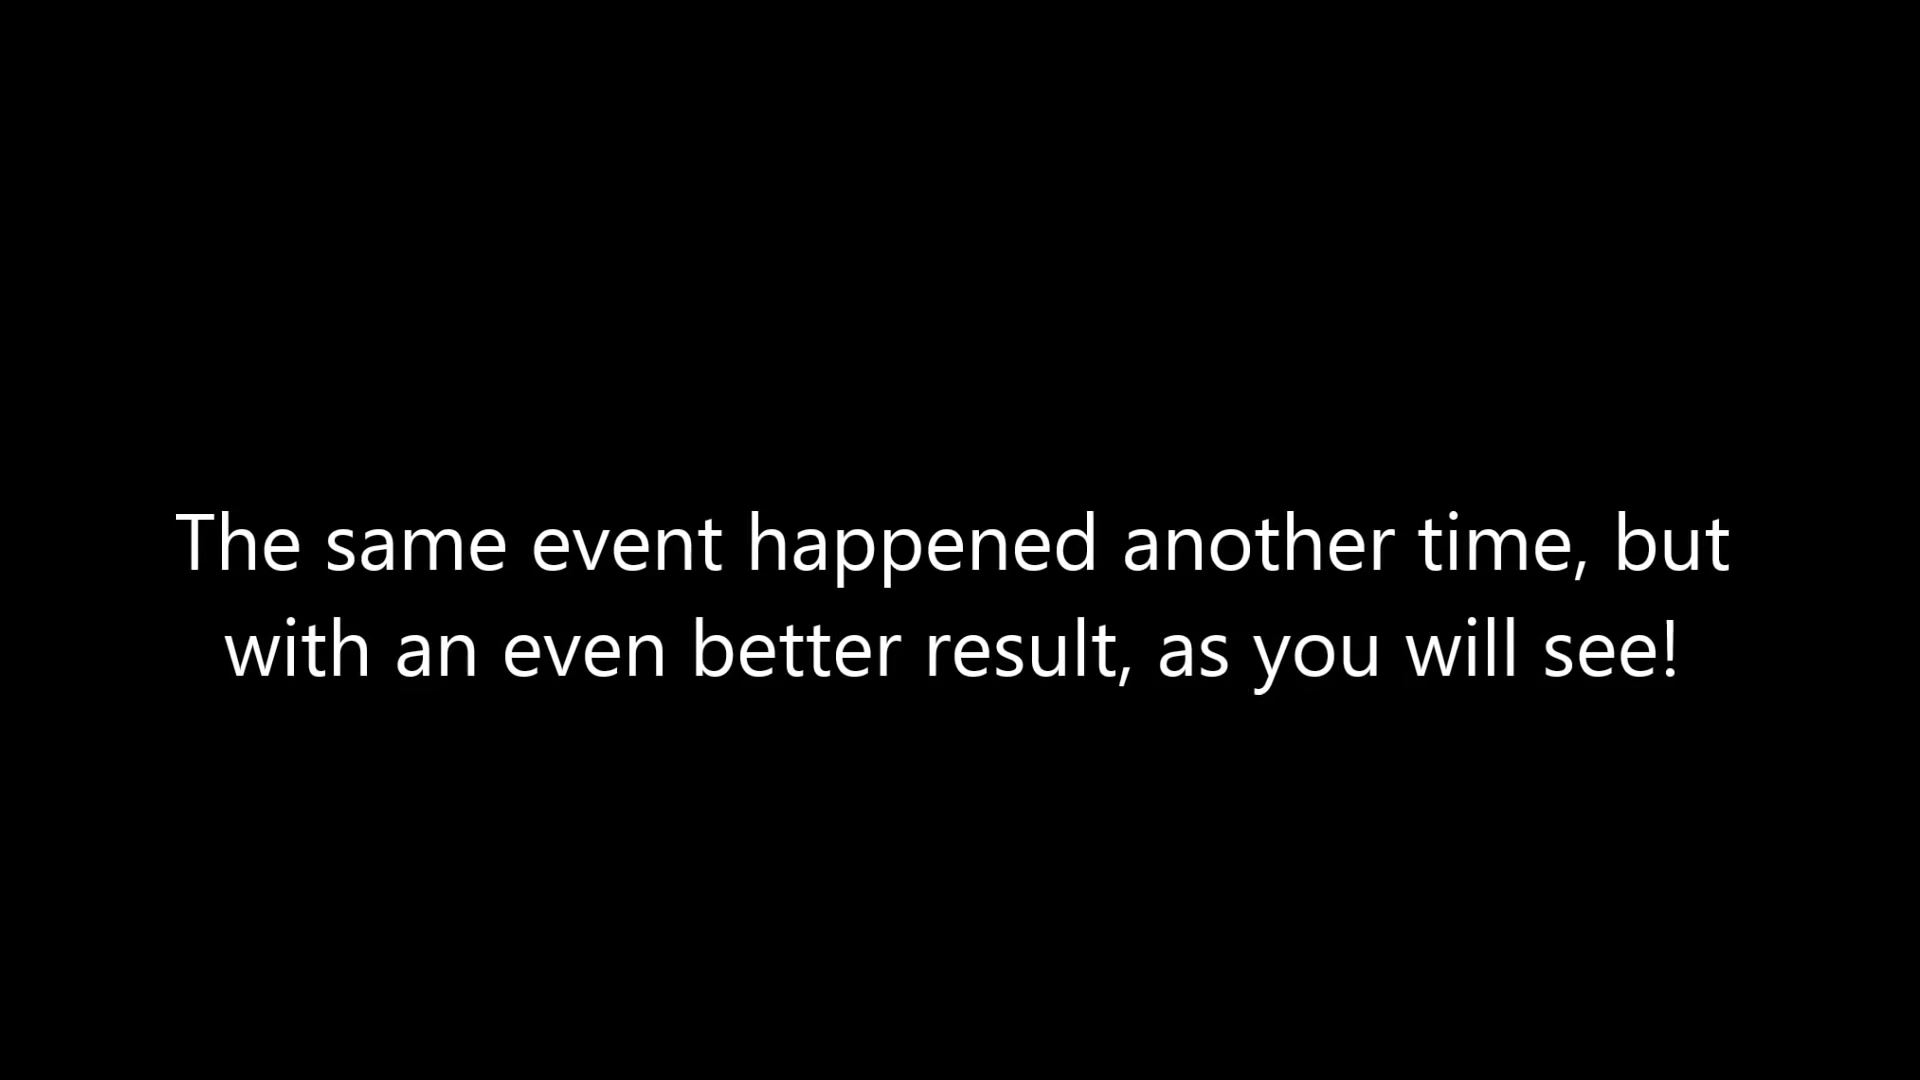 The same event happened another time, but
with an even better result, as you will see!